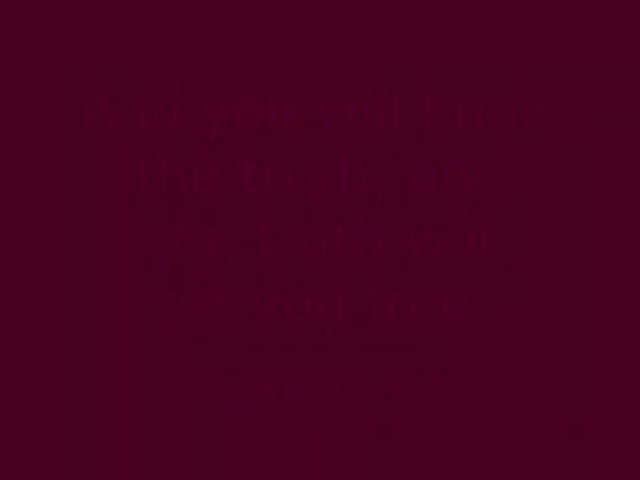 And you will know
the truth, and
the truth will
set you free.